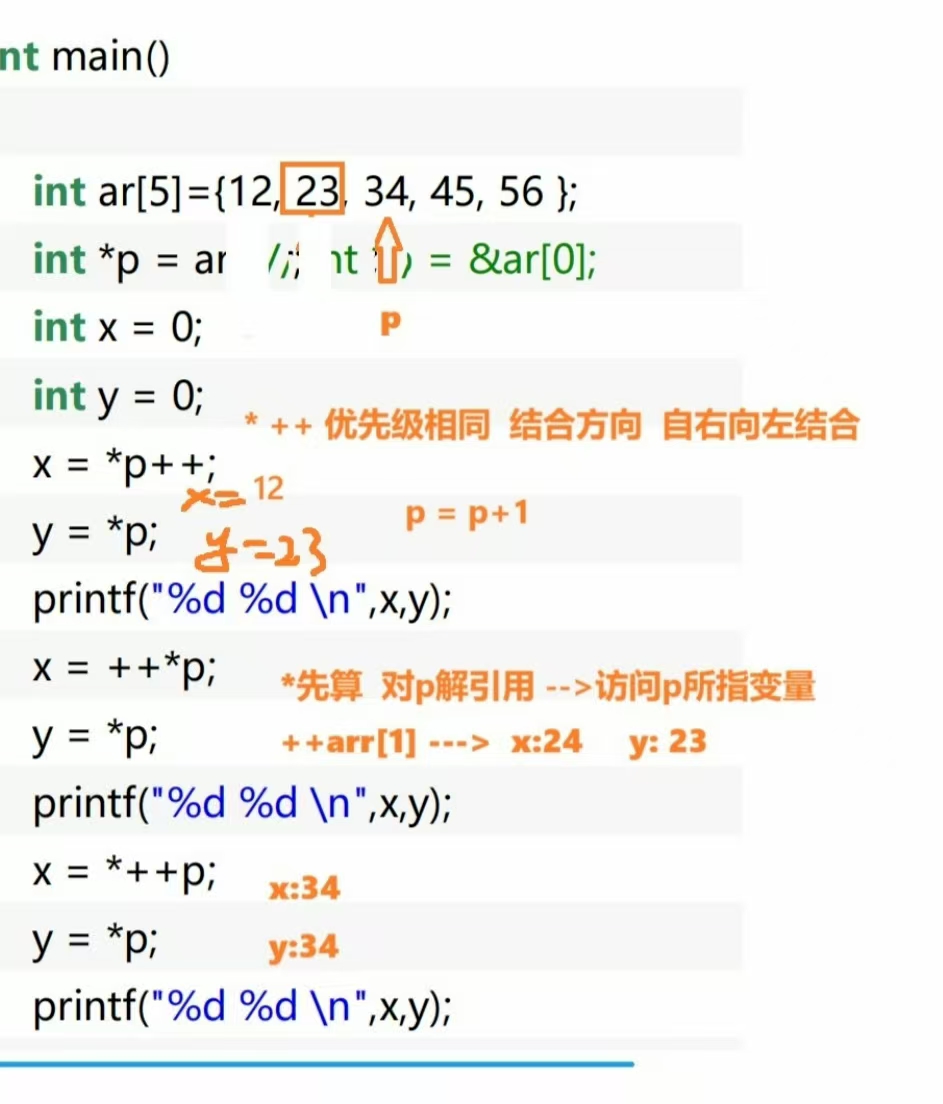 nt main()
int ar[5]={12, 23, 34, 45, 56 };
int *p = ar /; nt ) = &ar[0];
p
int x = 0;
int y = 0;
* ++ 优先级相同 结合方向 自右向左结合
x = *p++;
x= 12
p = p+1
y = *p;
y=23
printf("%d %d \n",x,y);
x = ++*p;
*先算 对p解引用 -->访问p所指变量
y = *p;
++arr[1] ---> x:24 y: 23
printf("%d %d \n",x,y);
x = *++p;
x:34
y = *p;
y:34
printf("%d %d \n",x,y);